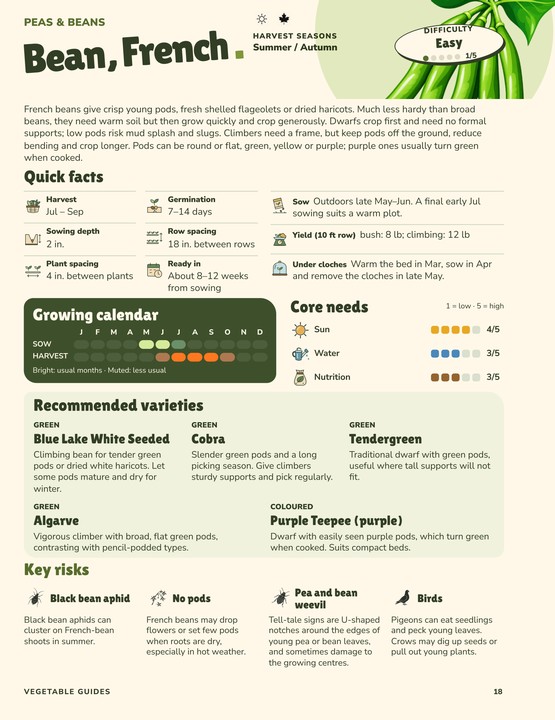 PEAS & BEANS
Bean, French.
HARVEST SEASONS
Summer / Autumn
DIFFICULTY
Easy
1/5
French beans give crisp young pods, fresh shelled flageolets or dried haricots. Much less hardy than broad
beans, they need warm soil but then grow quickly and crop generously. Dwarfs crop first and need no formal
supports; low pods risk mud splash and slugs. Climbers need a frame, but keep pods off the ground, reduce
bending and crop longer. Pods can be round or flat, green, yellow or purple; purple ones usually turn green
when cooked.
Quick facts
Harvest
Jul – Sep
Germination
7–14 days
Sow Outdoors late May–Jun. A final early Jul
sowing suits a warm plot.
Sowing depth
2 in.
Row spacing
18 in. between rows
Yield (10 ft row) bush: 8 lb; climbing: 12 lb
Plant spacing
4 in. between plants
Ready in
About 8–12 weeks
from sowing
Under cloches Warm the bed in Mar, sow in Apr
and remove the cloches in late May.
Growing calendar
J F M A M J J A S O N D
SOW
HARVEST
Bright: usual months · Muted: less usual
Core needs
1 = low · 5 = high
Sun 4/5
Water 3/5
Nutrition 3/5
Recommended varieties
GREEN
Blue Lake White Seeded
Climbing bean for tender green
pods or dried white haricots. Let
some pods mature and dry for
winter.
GREEN
Cobra
Slender green pods and a long
picking season. Give climbers
sturdy supports and pick regularly.
GREEN
Tendergreen
Traditional dwarf with green pods,
useful where tall supports will not
fit.
GREEN
Algarve
Vigorous climber with broad, flat green pods,
contrasting with pencil-podded types.
COLOURED
Purple Teepee (purple)
Dwarf with easily seen purple pods, which turn green
when cooked. Suits compact beds.
Key risks
Black bean aphid
Black bean aphids can
cluster on French-bean
shoots in summer.
No pods
French beans may drop
flowers or set few pods
when roots are dry,
especially in hot weather.
Pea and bean
weevil
Tell-tale signs are U-shaped
notches around the edges of
young pea or bean leaves,
and sometimes damage to
the growing centres.
Birds
Pigeons can eat seedlings
and peck young leaves.
Crows may dig up seeds or
pull out young plants.
VEGETABLE GUIDES
18